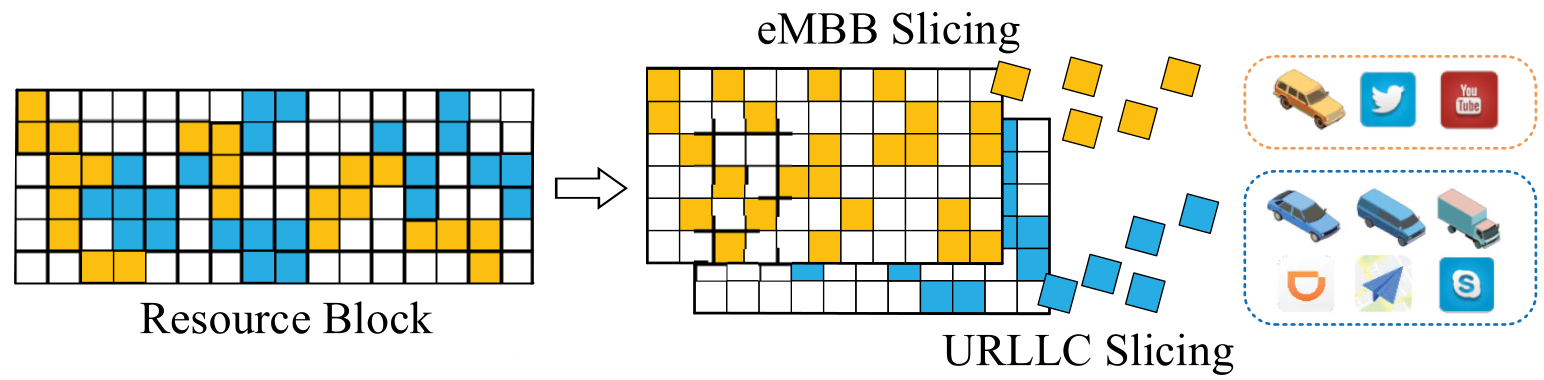 eMBB Slicing
You
Tube
Resource Block
URLLC Slicing